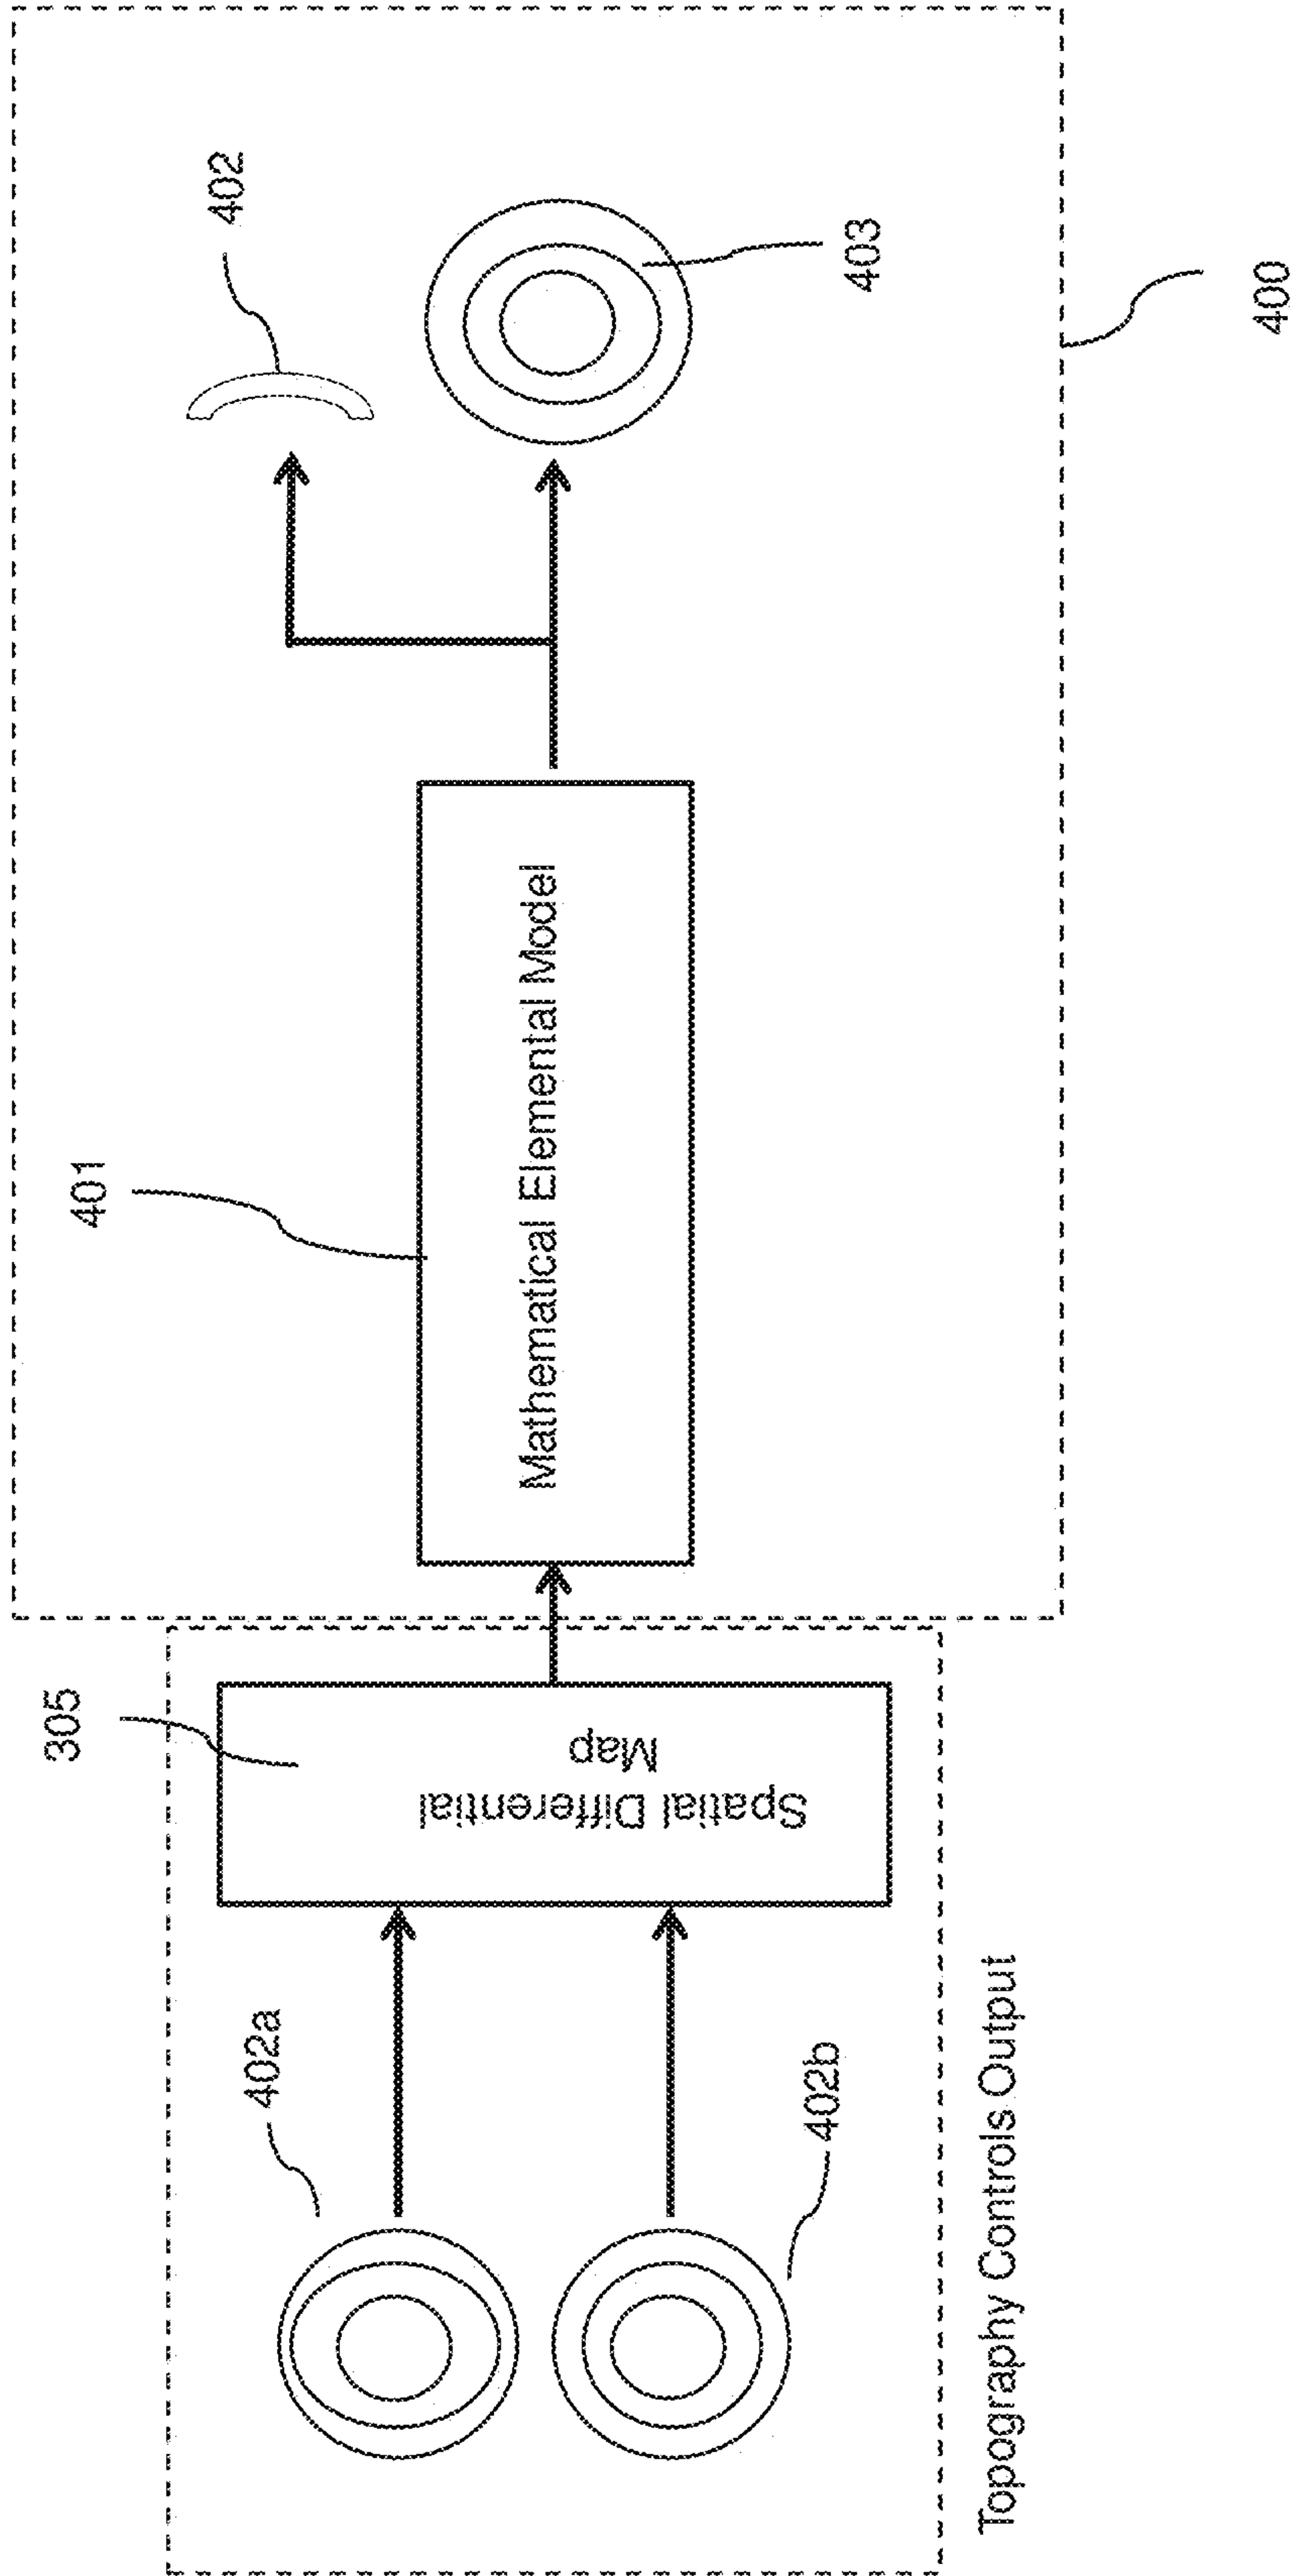 402a
402b
Topography Controls Output
305
Spatial Differential
Map
401
Mathematical Elemental Model
402
403
400